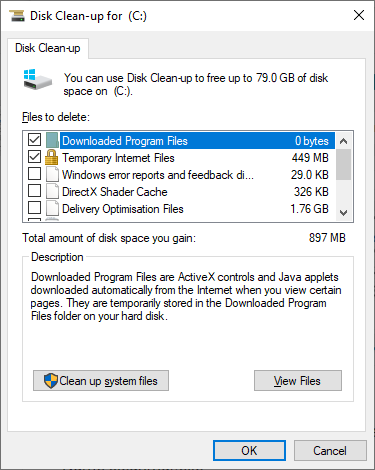 Disk Clean-up for (C:)
Disk Clean-up
You can use Disk Clean-up to free up to 79.0 GB of disk
space on (C:).
Files to delete:
Downloaded Program Files 0 bytes
Temporary Internet Files 449 MB
Windows error reports and feedback di... 29.0 KB
DirectX Shader Cache 326 KB
Delivery Optimisation Files 1.76 GB
Total amount of disk space you gain: 897 MB
Description
Downloaded Program Files are ActiveX controls and Java applets
downloaded automatically from the Internet when you view certain
pages. They are temporarily stored in the Downloaded Program
Files folder on your hard disk.
Clean up system files View Files
OK Cancel